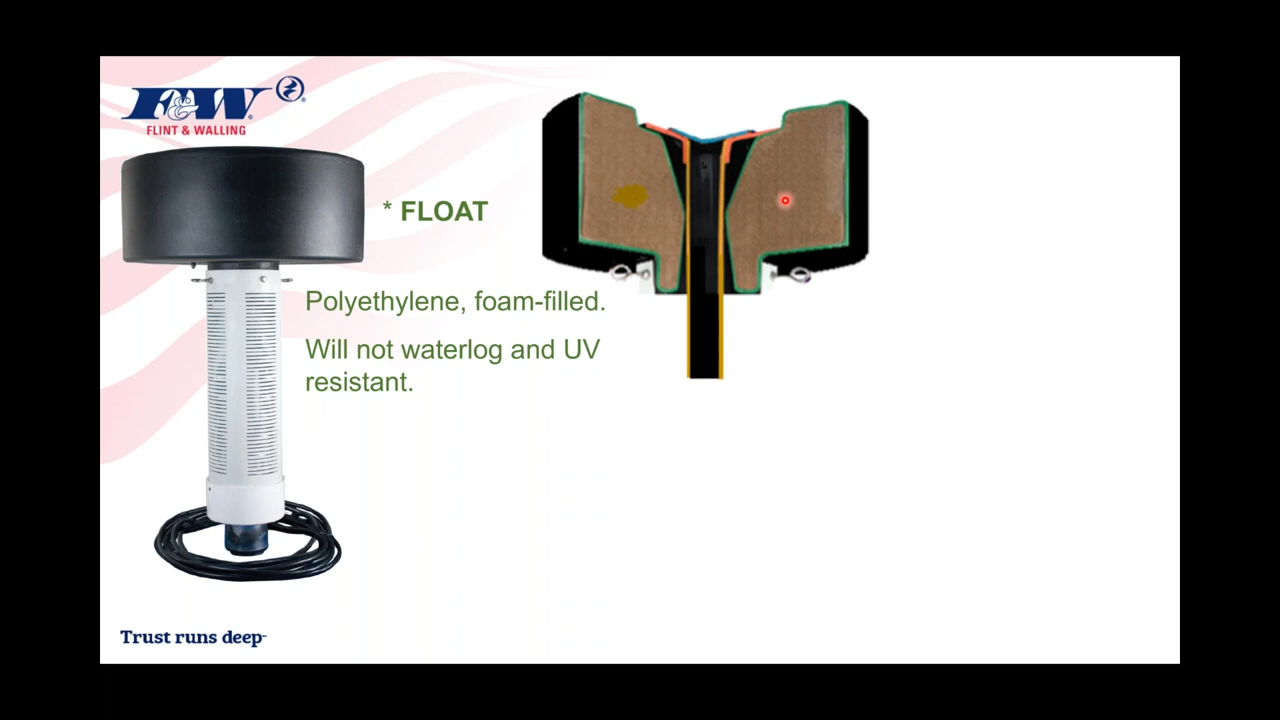 F&W
FLINT & WALLING
* FLOAT
Polyethylene, foam-filled.
Will not waterlog and UV
resistant.
Trust runs deep